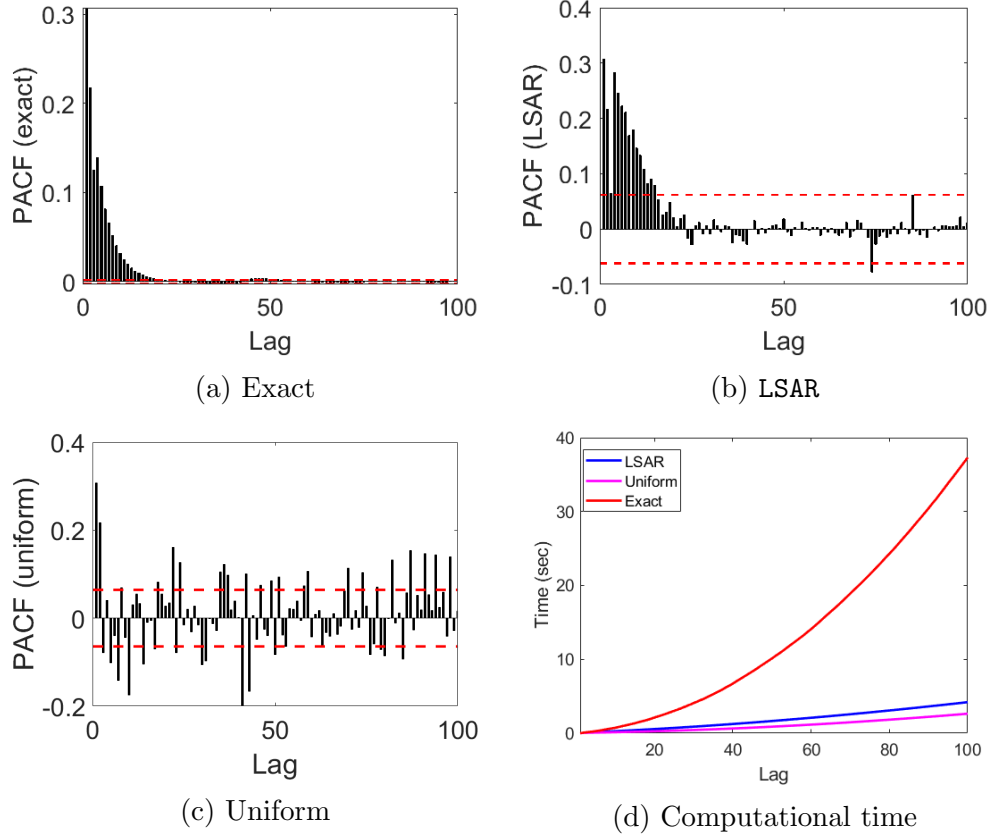 PACF (exact)
0.3
0.2
0.1
0
0
50
100
Lag
(a) Exact
PACF (LSAR)
0.4
0.3
0.2
0.1
0
-0.1
0
50
100
Lag
(b) LSAR
PACF (uniform)
0.4
0.2
0
-0.2
0
50
100
Lag
(c) Uniform
Time (sec)
40
30
20
10
0
LSAR
Uniform
Exact
20
40
60
80
100
Lag
(d) Computational time